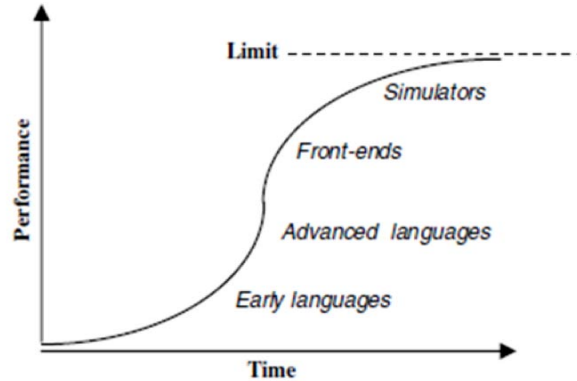 Limit
Simulators
Front-ends
Performance
Advanced languages
Early languages
Time